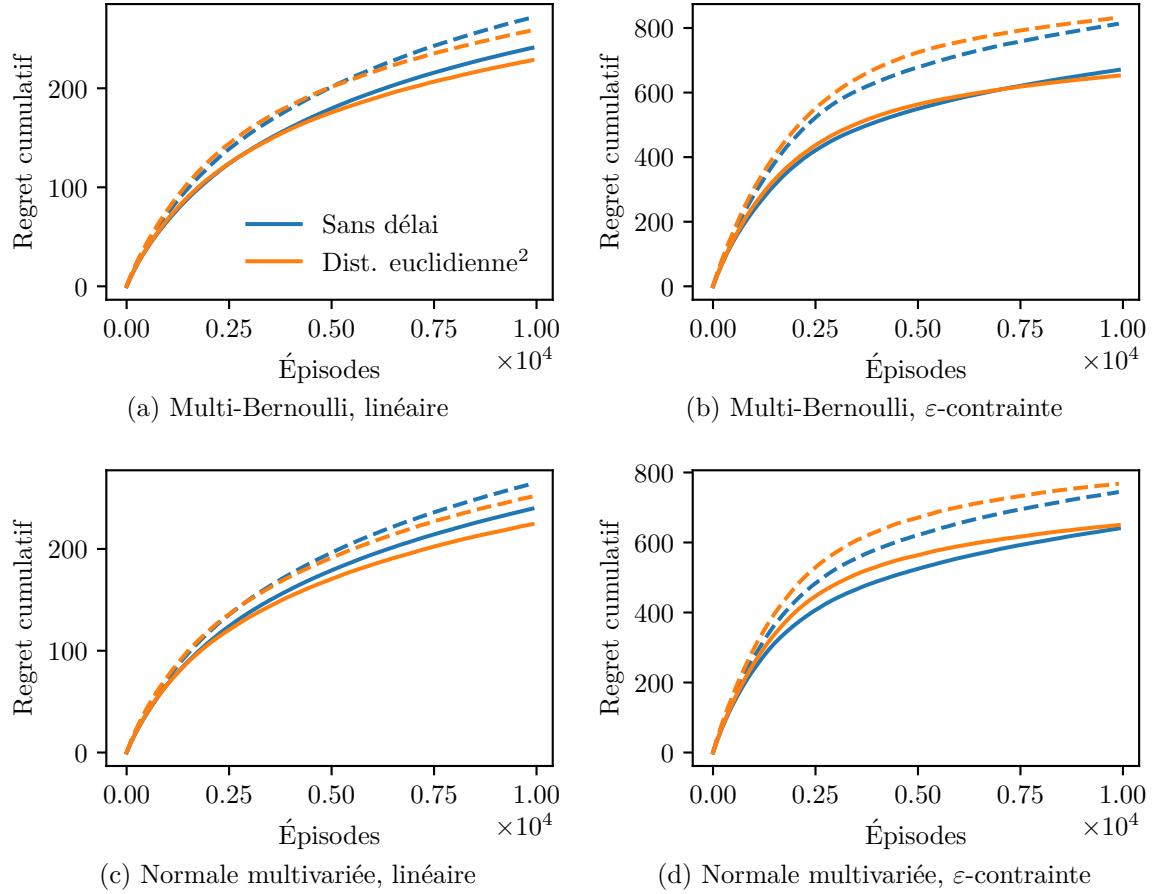 Regret cumulatif
200
100
0
Sans délai
Dist. euclidienne²
0.00 0.25 0.50 0.75 1.00
×10⁴
Épisodes
(a) Multi-Bernoulli, linéaire
Regret cumulatif
800
600
400
200
0
0.00 0.25 0.50 0.75 1.00
×10⁴
Épisodes
(b) Multi-Bernoulli, ε-contrainte
Regret cumulatif
200
100
0
0.00 0.25 0.50 0.75 1.00
×10⁴
Épisodes
(c) Normale multivariée, linéaire
Regret cumulatif
800
600
400
200
0
0.00 0.25 0.50 0.75 1.00
×10⁴
Épisodes
(d) Normale multivariée, ε-contrainte